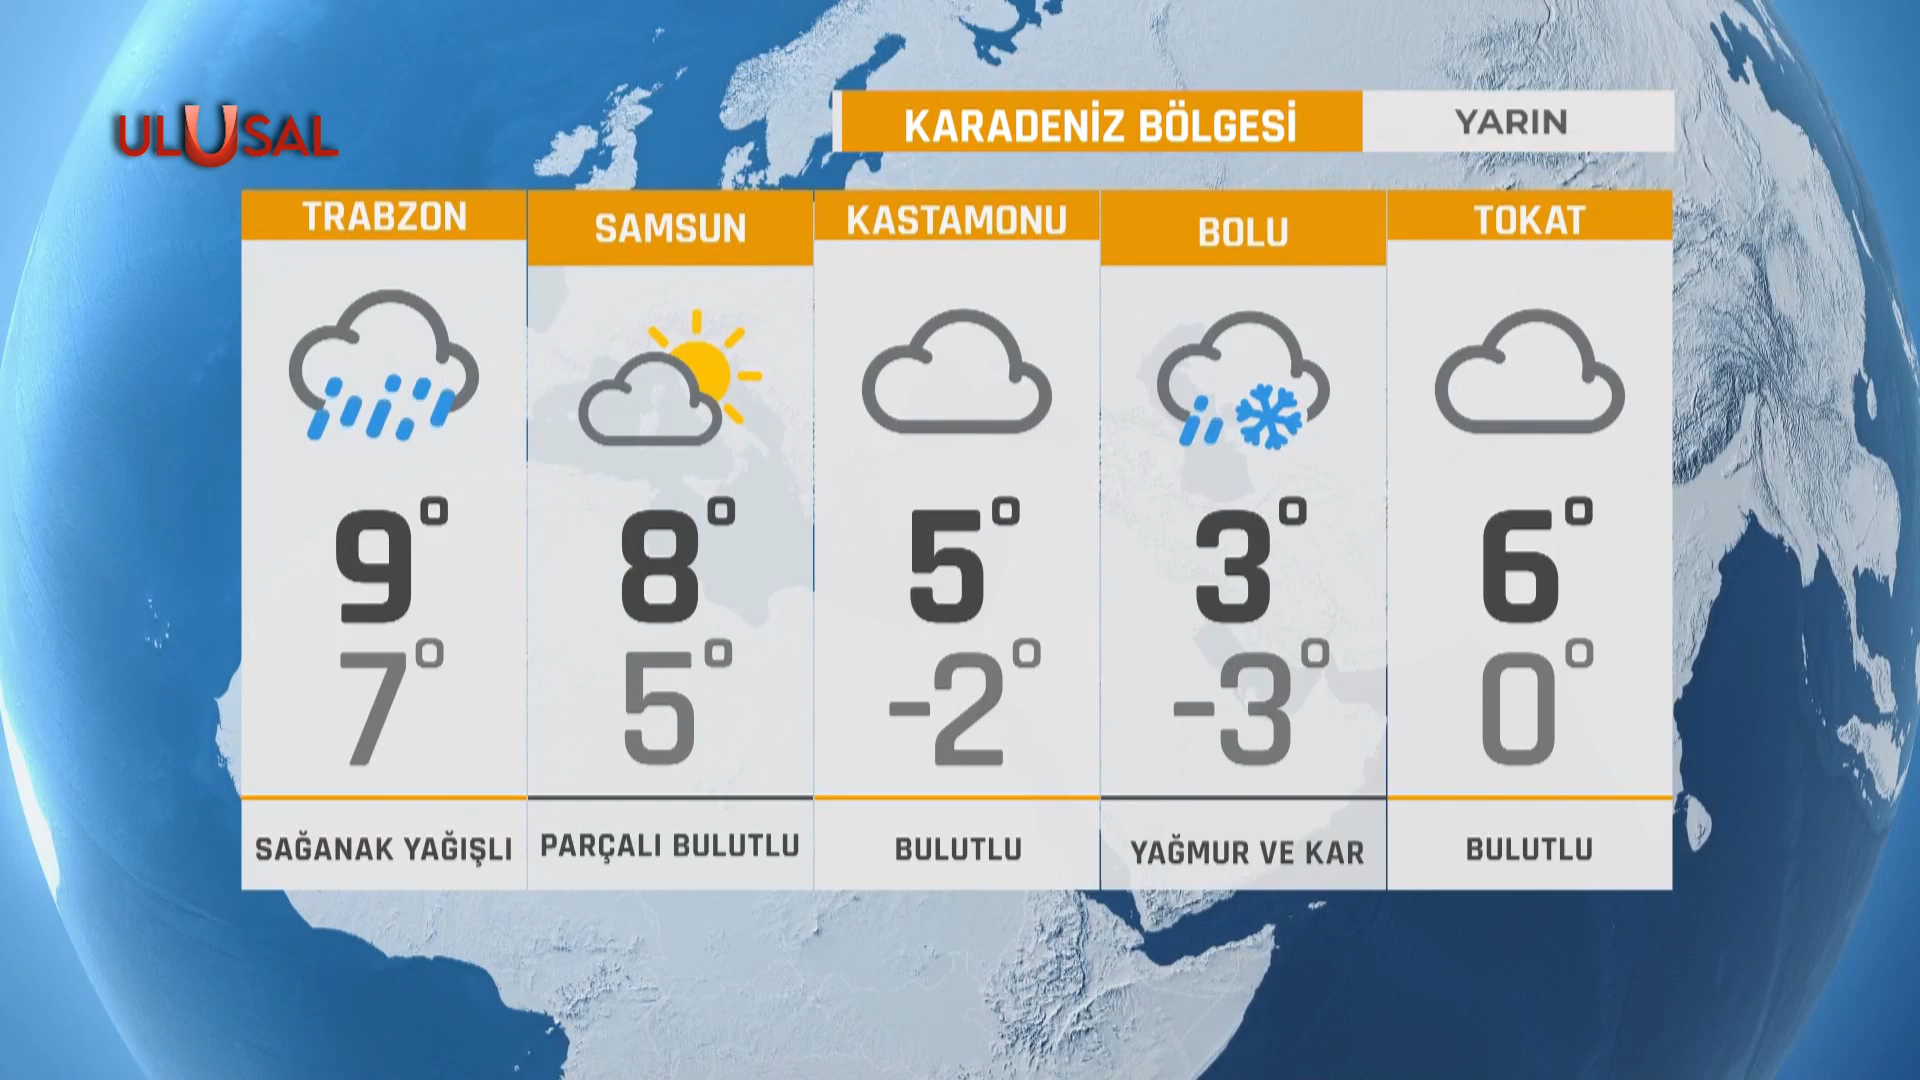 ULUSAL
KARADENİZ BÖLGESİ
YARIN
TRABZON
9°
7°
SAĞANAK YAĞIŞLI
SAMSUN
8°
5°
PARÇALI BULUTLU
KASTAMONU
5°
-2°
BULUTLU
BOLU
3°
-3°
YAĞMUR VE KAR
TOKAT
6°
0°
BULUTLU